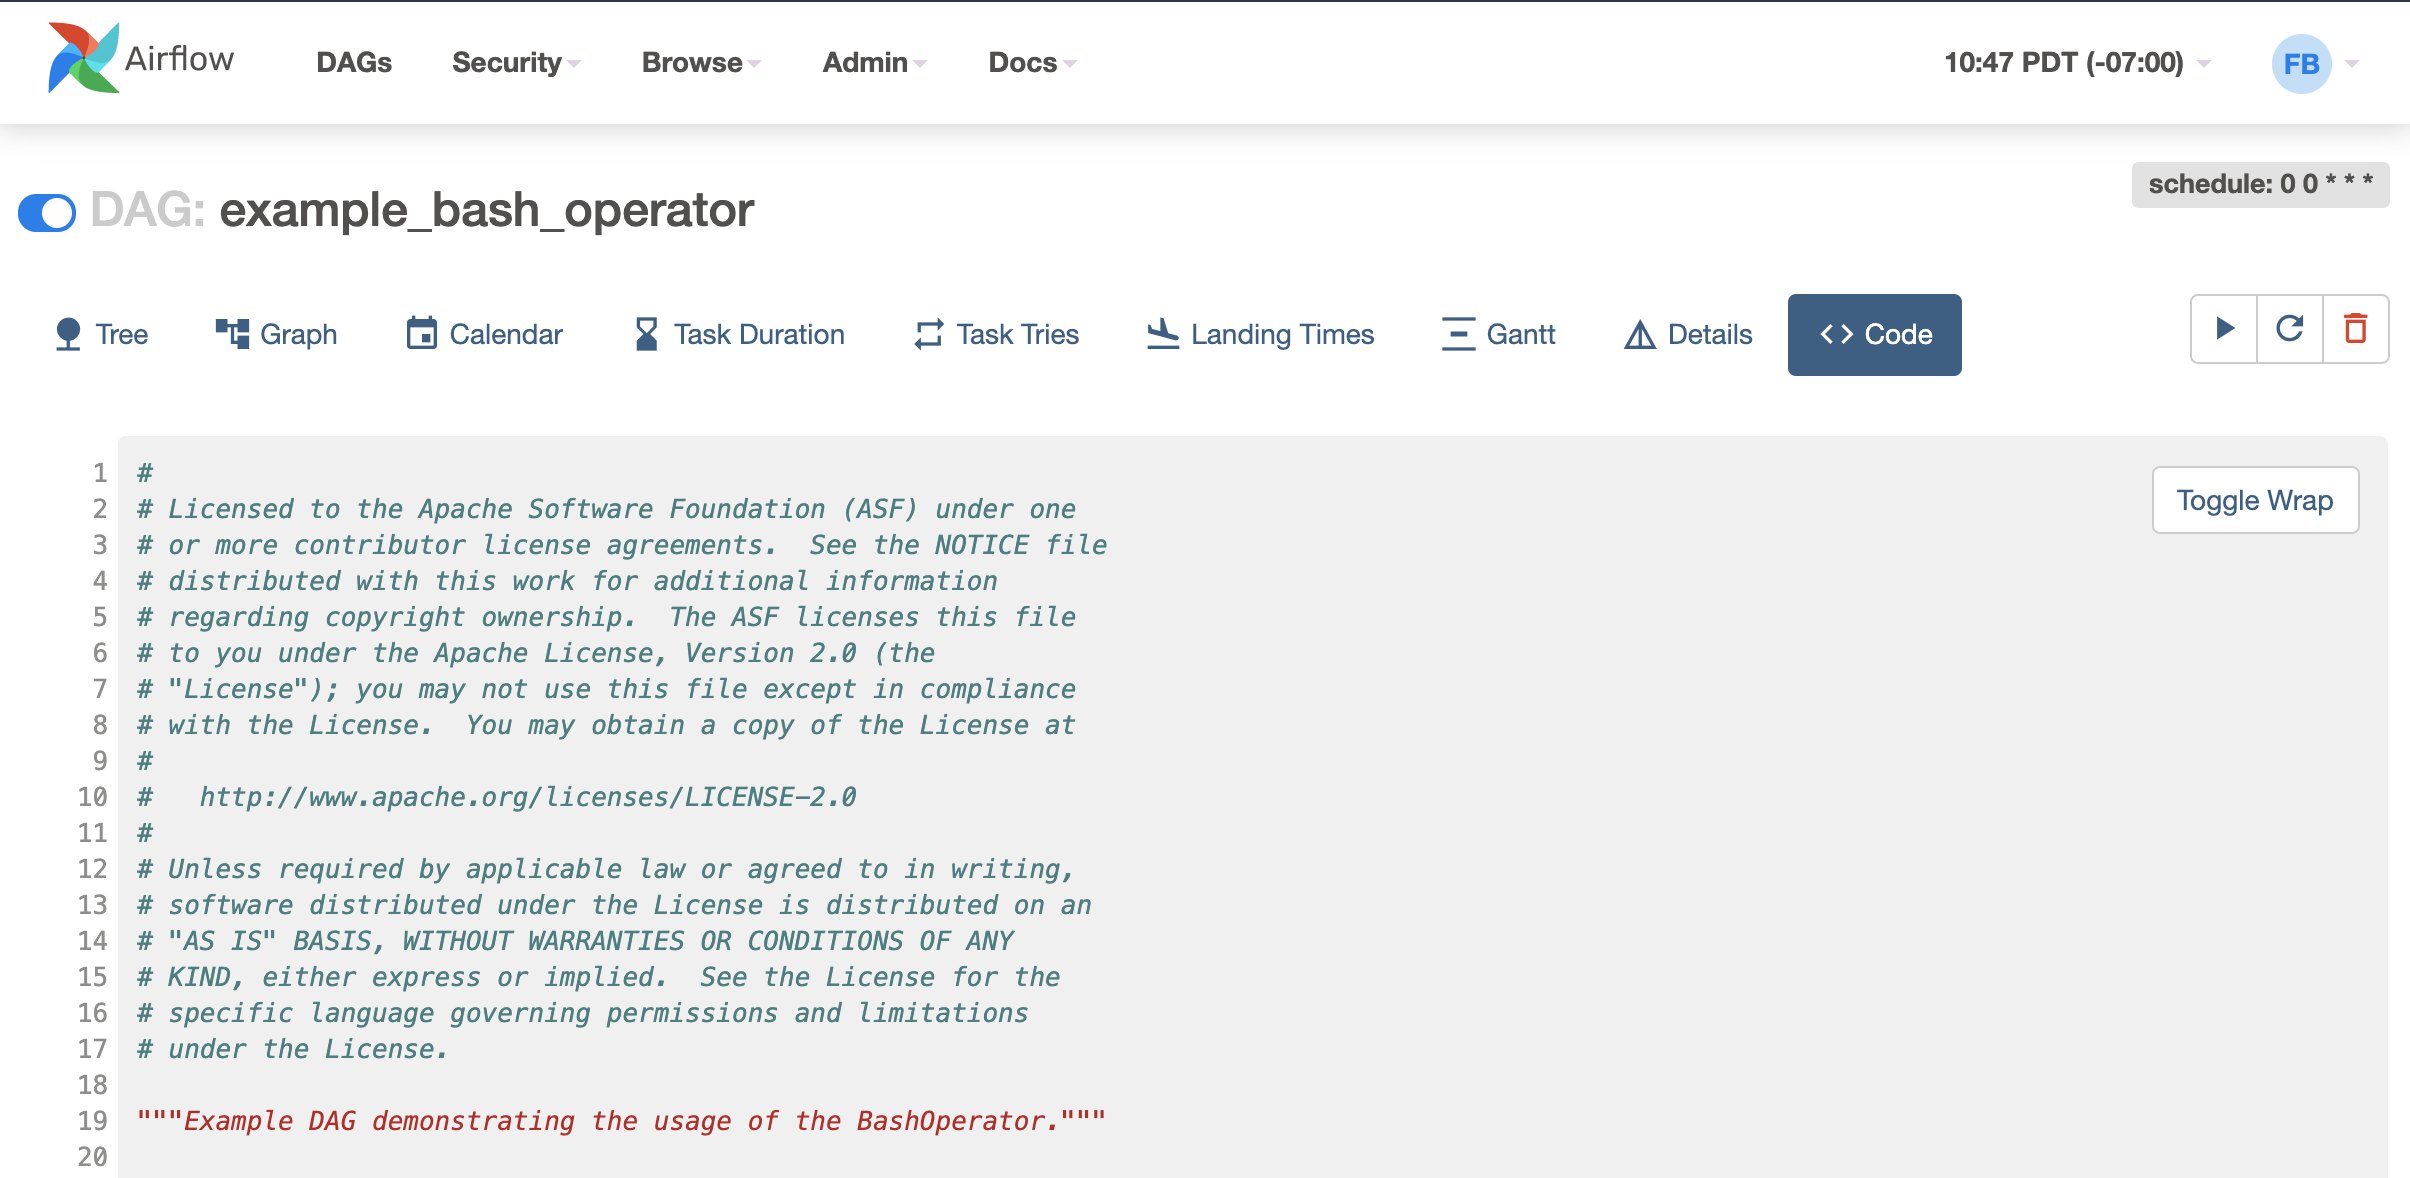 Airflow DAGs Security Browse Admin Docs 10:47 PDT (-07:00) FB
schedule: 0 0 * * *
DAG: example_bash_operator
Tree Graph Calendar Task Duration Task Tries Landing Times Gantt Details <> Code
Toggle Wrap
1 #
2 # Licensed to the Apache Software Foundation (ASF) under one
3 # or more contributor license agreements.  See the NOTICE file
4 # distributed with this work for additional information
5 # regarding copyright ownership.  The ASF licenses this file
6 # to you under the Apache License, Version 2.0 (the
7 # "License"); you may not use this file except in compliance
8 # with the License.  You may obtain a copy of the License at
9 #
10 #   http://www.apache.org/licenses/LICENSE-2.0
11 #
12 # Unless required by applicable law or agreed to in writing,
13 # software distributed under the License is distributed on an
14 # "AS IS" BASIS, WITHOUT WARRANTIES OR CONDITIONS OF ANY
15 # KIND, either express or implied.  See the License for the
16 # specific language governing permissions and limitations
17 # under the License.
18
19 """Example DAG demonstrating the usage of the BashOperator."""
20